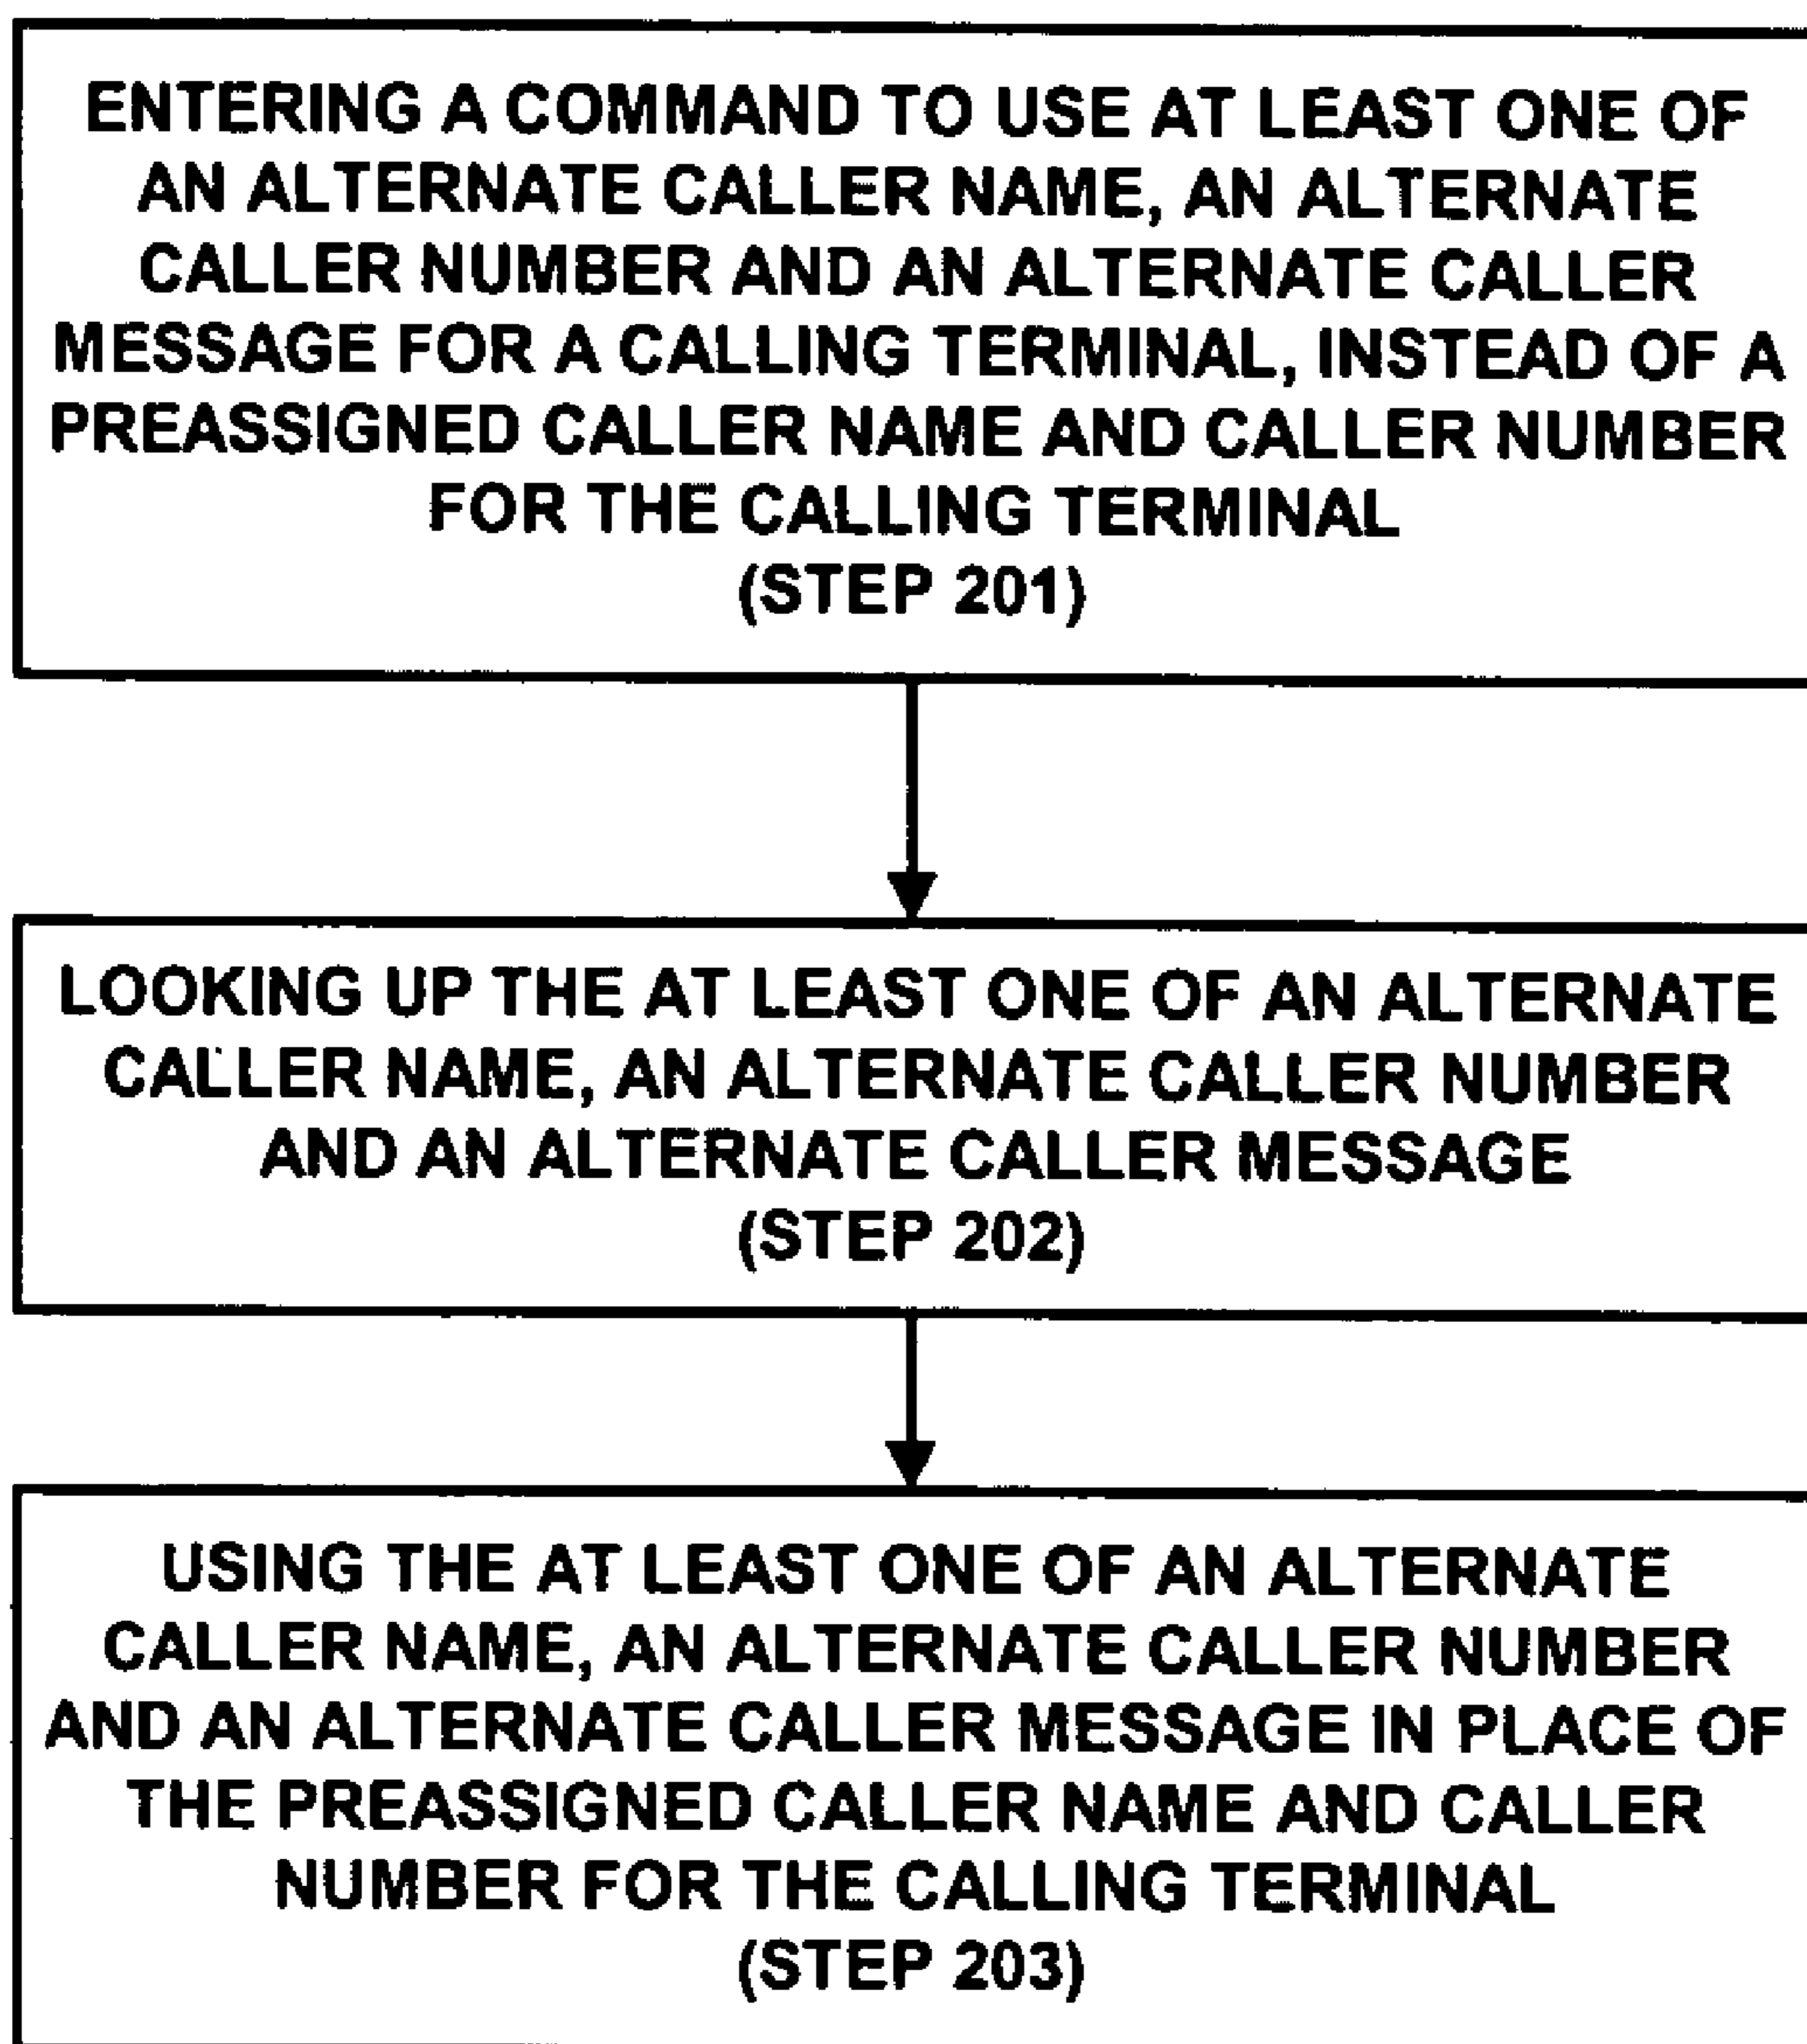 ENTERING A COMMAND TO USE AT LEAST ONE OF
AN ALTERNATE CALLER NAME, AN ALTERNATE
CALLER NUMBER AND AN ALTERNATE CALLER
MESSAGE FOR A CALLING TERMINAL, INSTEAD OF A
PREASSIGNED CALLER NAME AND CALLER NUMBER
FOR THE CALLING TERMINAL
(STEP 201)
LOOKING UP THE AT LEAST ONE OF AN ALTERNATE
CALLER NAME, AN ALTERNATE CALLER NUMBER
AND AN ALTERNATE CALLER MESSAGE
(STEP 202)
USING THE AT LEAST ONE OF AN ALTERNATE
CALLER NAME, AN ALTERNATE CALLER NUMBER
AND AN ALTERNATE CALLER MESSAGE IN PLACE OF
THE PREASSIGNED CALLER NAME AND CALLER
NUMBER FOR THE CALLING TERMINAL
(STEP 203)